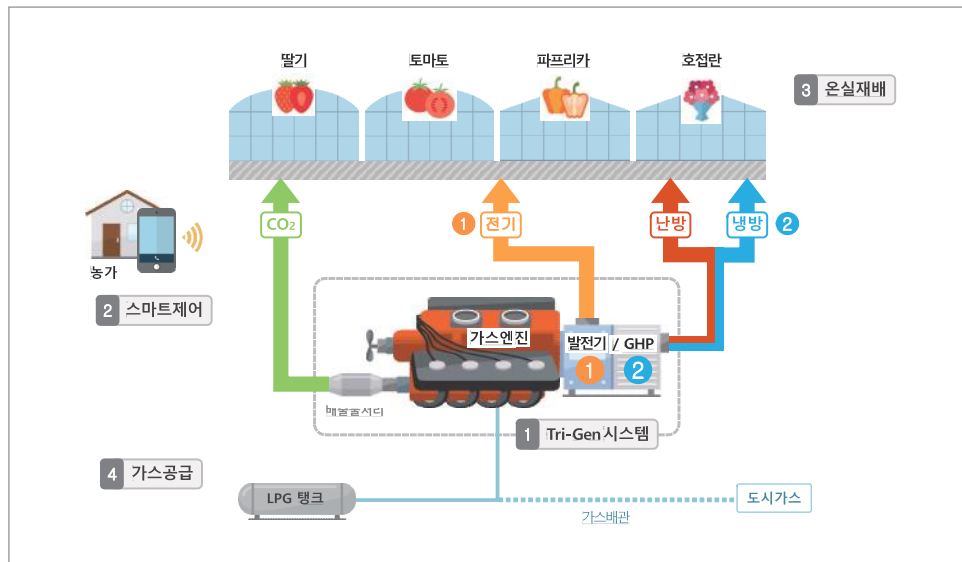 딸기
토마토
파프리카
호접란
3 온실재배
CO2
1 전기
난방
냉방 2
농가
2 스마트제어
가스엔진
발전기 / GHP
1
2
1 Tri-Gen 시스템
4 가스공급
LPG 탱크
도시가스
가스배관